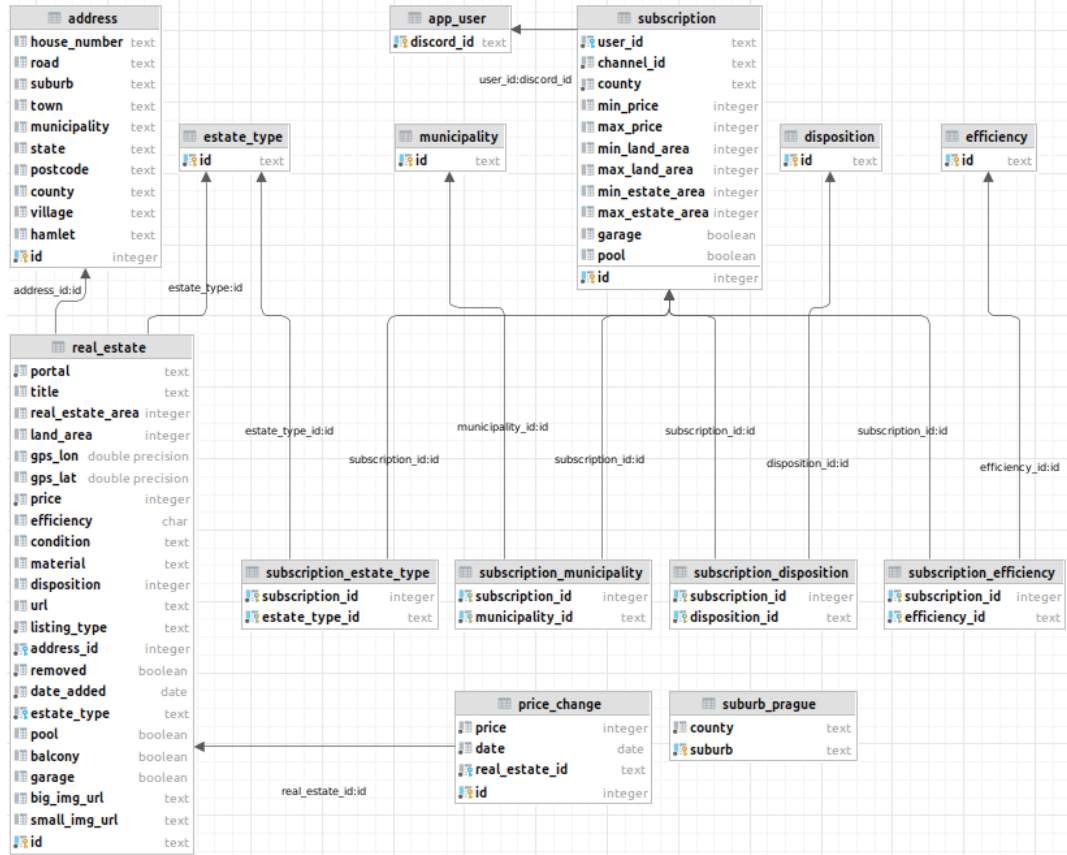 address
house_number text
road text
suburb text
town text
municipality text
state text
postcode text
county text
village text
hamlet text
id integer
app_user
discord_id text
subscription
user_id text
channel_id text
county text
min_price integer
max_price integer
min_land_area integer
max_land_area integer
min_estate_area integer
max_estate_area integer
garage boolean
pool boolean
id integer
user_id:discord_id
estate_type
id text
municipality
id text
disposition
id text
efficiency
id text
address_id:id
estate_type:id
real_estate
portal text
title text
real_estate_area integer
land_area integer
gps_lon double precision
gps_lat double precision
price integer
efficiency char
condition text
material text
disposition integer
url text
listing_type text
address_id integer
removed boolean
date_added date
estate_type text
pool boolean
balcony boolean
garage boolean
big_img_url text
small_img_url text
id text
estate_type_id:id
subscription_id:id
municipality_id:id
subscription_id:id
subscription_id:id
disposition_id:id
subscription_id:id
efficiency_id:id
subscription_estate_type
subscription_id integer
estate_type_id text
subscription_municipality
subscription_id integer
municipality_id text
subscription_disposition
subscription_id integer
disposition_id text
subscription_efficiency
subscription_id integer
efficiency_id text
price_change
price integer
date date
real_estate_id text
id integer
suburb_prague
county text
suburb text
real_estate_id:id